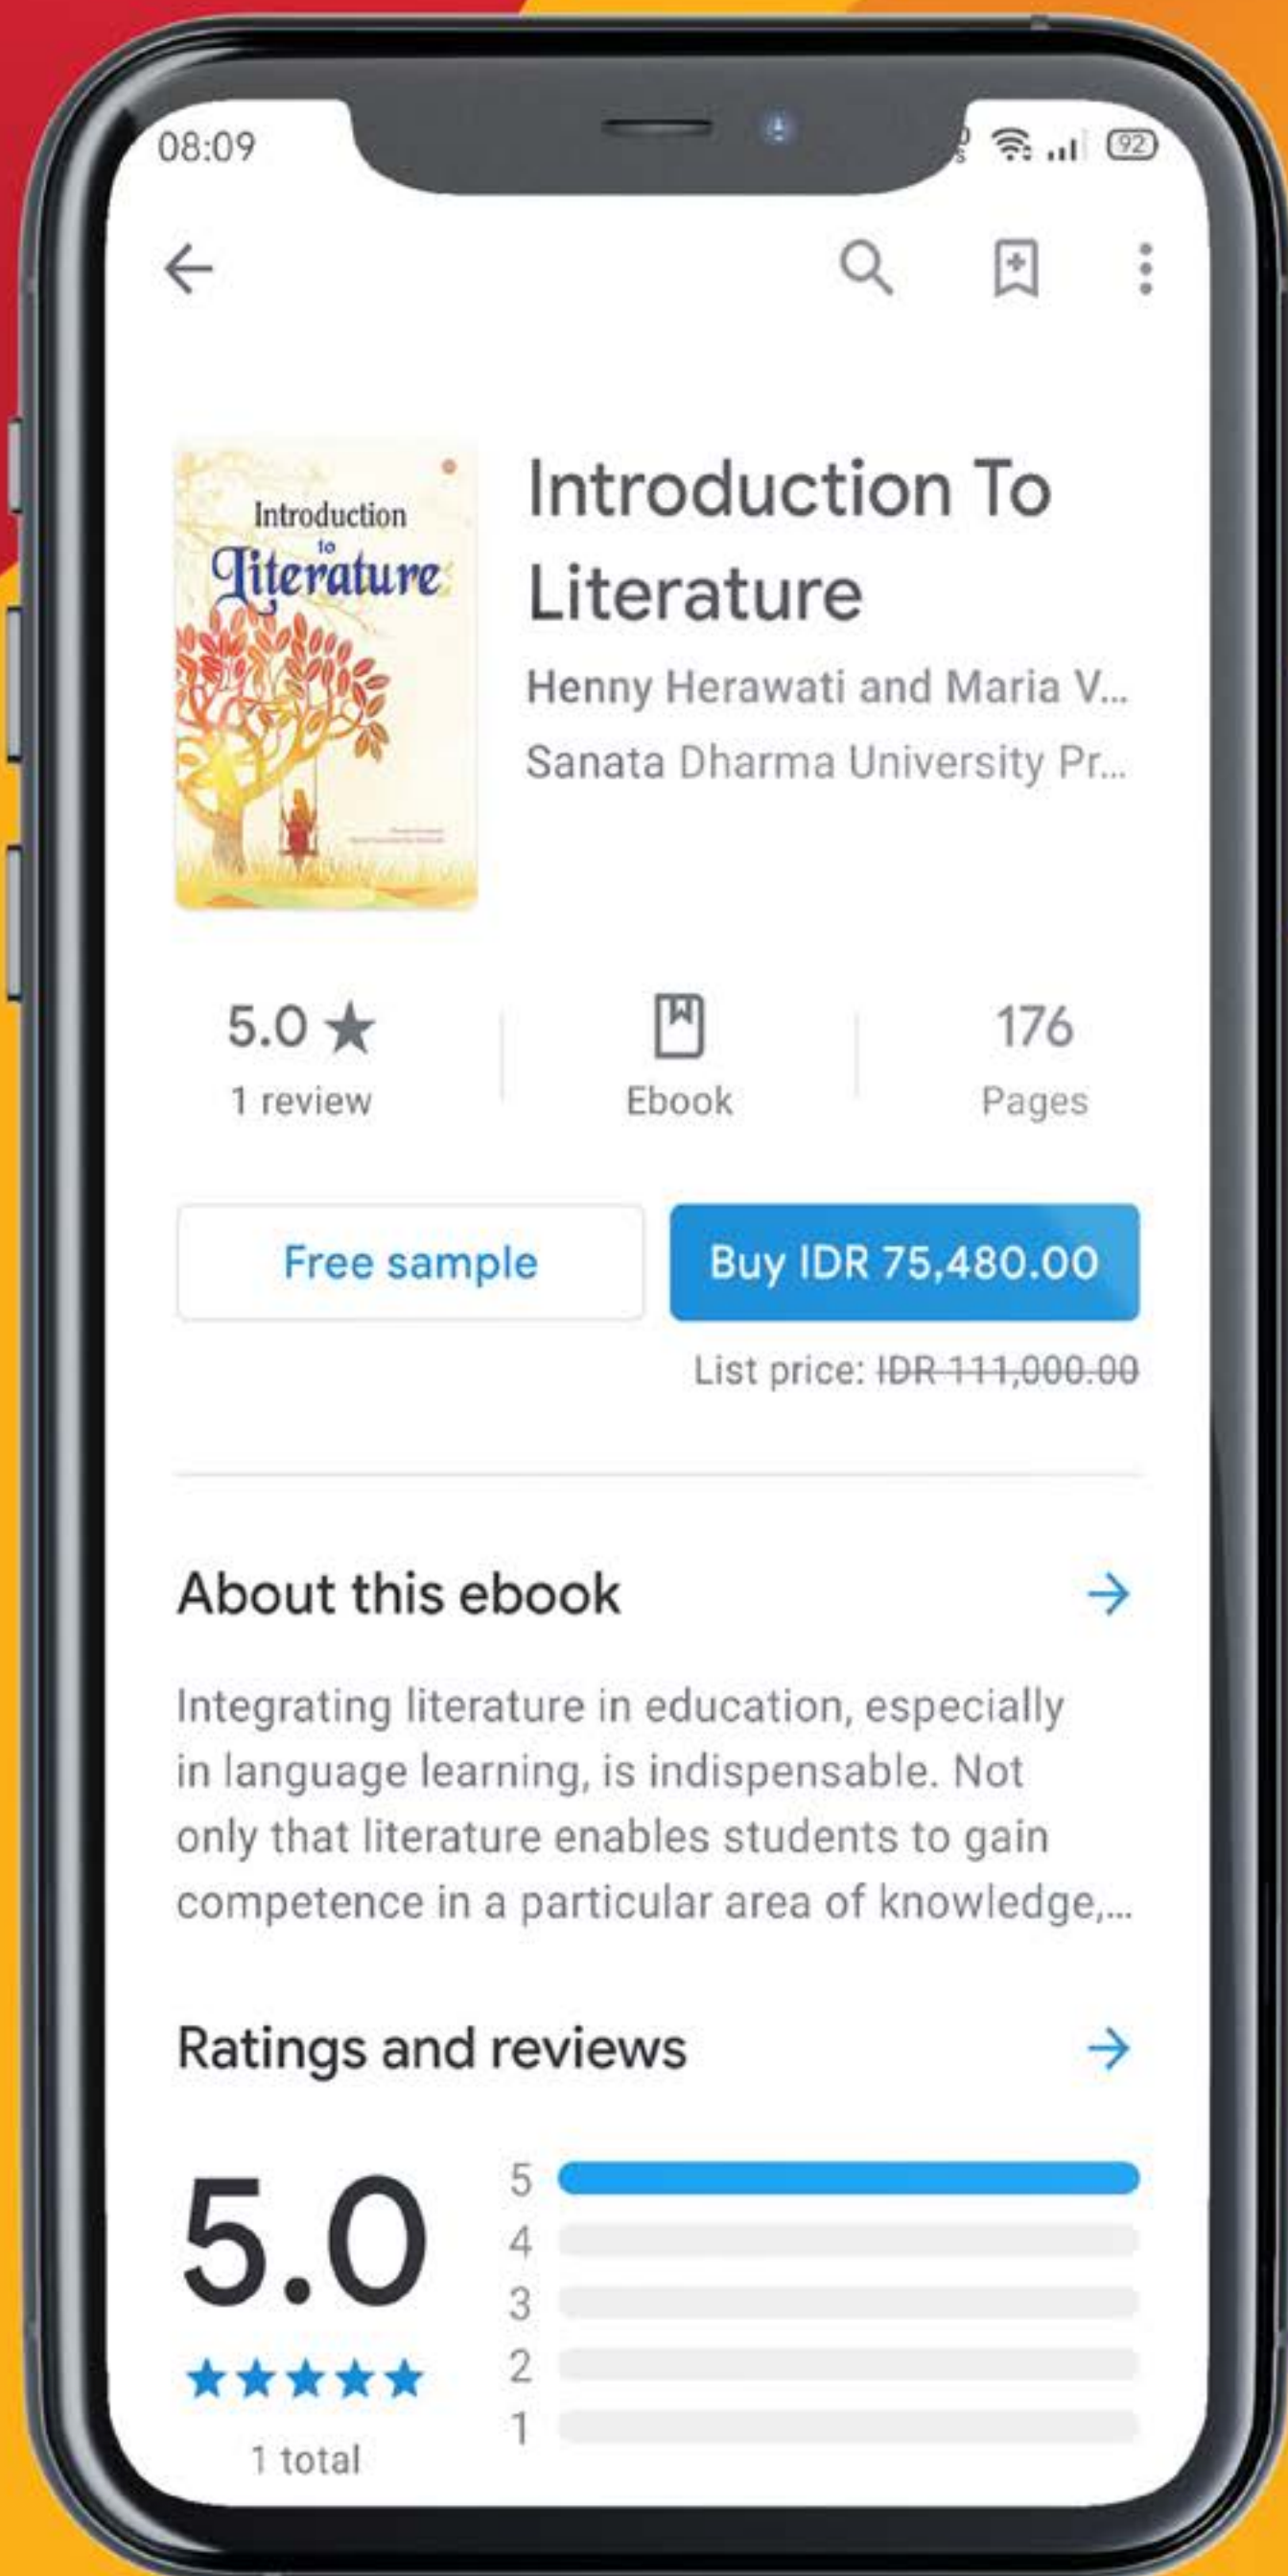 08:09
92
Introduction
to
Literature
Introduction To
Literature
Henny Herawati and Maria V...
Sanata Dharma University Pr...
5.0 ★
1 review
Ebook
176
Pages
Free sample
Buy IDR 75,480.00
List price: IDR 111,000.00
About this ebook
Integrating literature in education, especially
in language learning, is indispensable. Not
only that literature enables students to gain
competence in a particular area of knowledge,...
Ratings and reviews
5.0
5
4
3
2
1
1 total